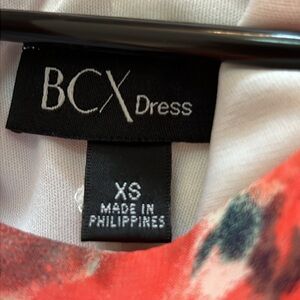 BCX Dress
XS
MADE IN
PHILIPPINES